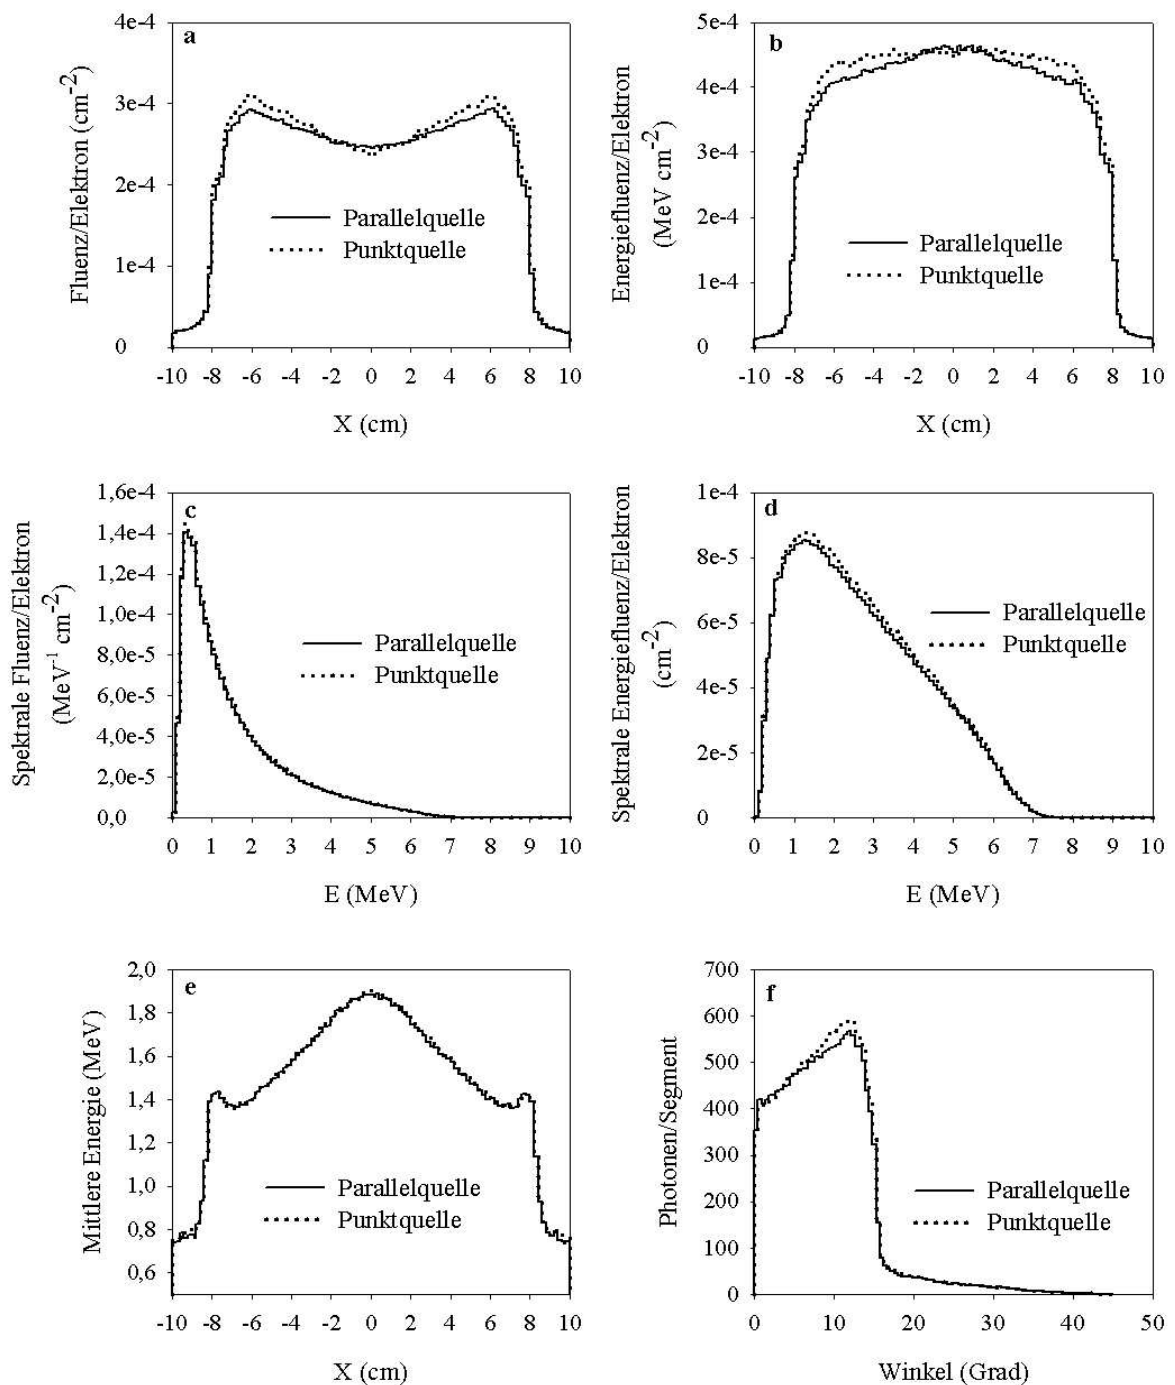 a
Fluenz/Elektron (cm-2)
4e-4
3e-4
2e-4
1e-4
0
Parallelquelle
Punktquelle
-10 -8 -6 -4 -2 0 2 4 6 8 10
X (cm)
b
Energiefluenz/Elektron
(MeV cm-2)
5e-4
4e-4
3e-4
2e-4
1e-4
0
Parallelquelle
Punktquelle
-10 -8 -6 -4 -2 0 2 4 6 8 10
X (cm)
c
Spektrale Fluenz/Elektron
(MeV-1 cm-2)
1,6e-4
1,4e-4
1,2e-4
1,0e-4
8,0e-5
6,0e-5
4,0e-5
2,0e-5
0,0
Parallelquelle
Punktquelle
0 1 2 3 4 5 6 7 8 9 10
E (MeV)
d
Spektrale Energiefluenz/Elektron
(cm-2)
1e-4
8e-5
6e-5
4e-5
2e-5
0
Parallelquelle
Punktquelle
0 1 2 3 4 5 6 7 8 9 10
E (MeV)
e
Mittlere Energie (MeV)
2,0
1,8
1,6
1,4
1,2
1,0
0,8
0,6
Parallelquelle
Punktquelle
-10 -8 -6 -4 -2 0 2 4 6 8 10
X (cm)
f
Photonen/Segment
700
600
500
400
300
200
100
0
Parallelquelle
Punktquelle
0 10 20 30 40 50
Winkel (Grad)